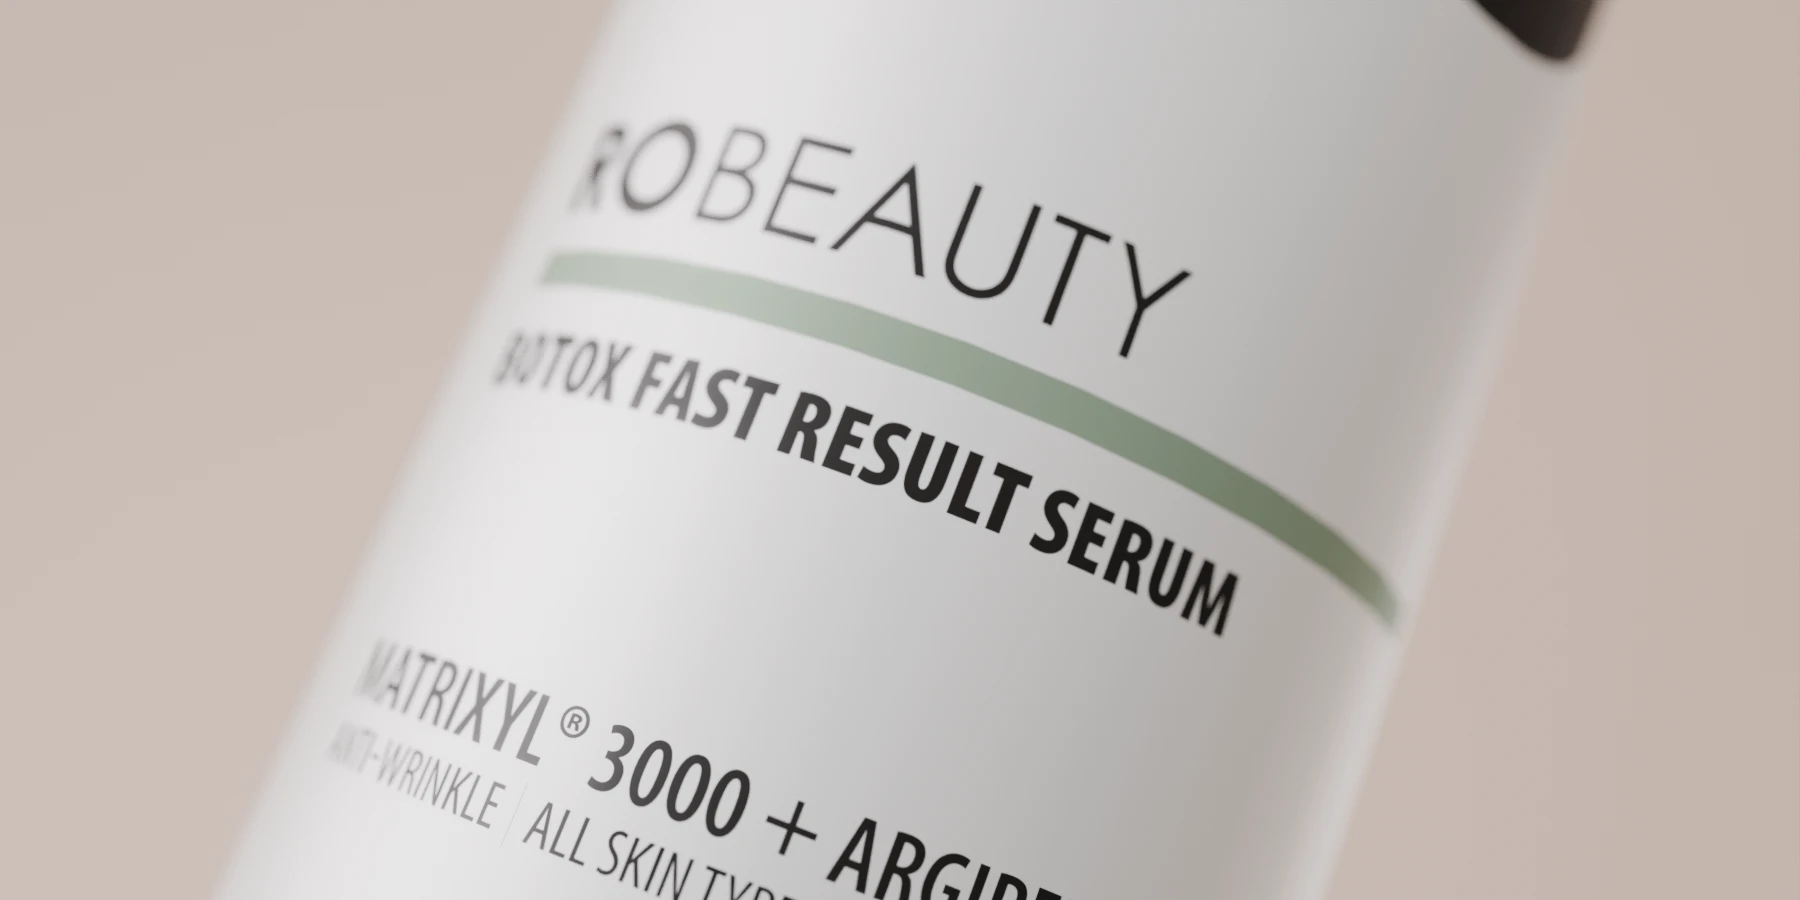 ROBEAUTY
BOTOX FAST RESULT SERUM
MATRIXYL® 3000 +
ANTI-WRINKLE | ALL SKIN